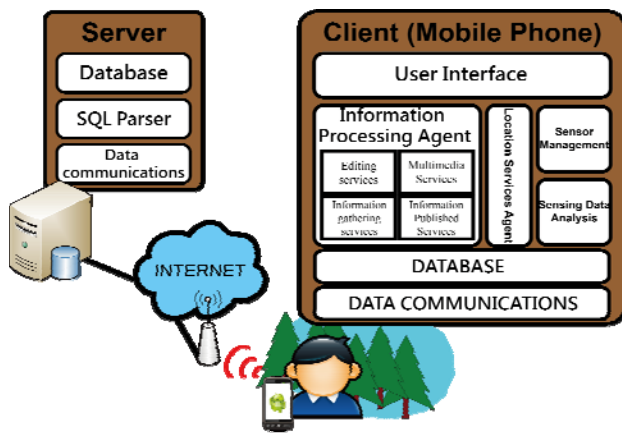 Server
Database
SQL Parser
Data
communications
INTERNET
Client (Mobile Phone)
User Interface
Information
Processing Agent
Editing
services
Multimedia
Services
Information
gathering
services
Information
Published
Services
Location Services Agent
Sensor
Management
Sensing Data
Analysis
DATABASE
DATA COMMUNICATIONS